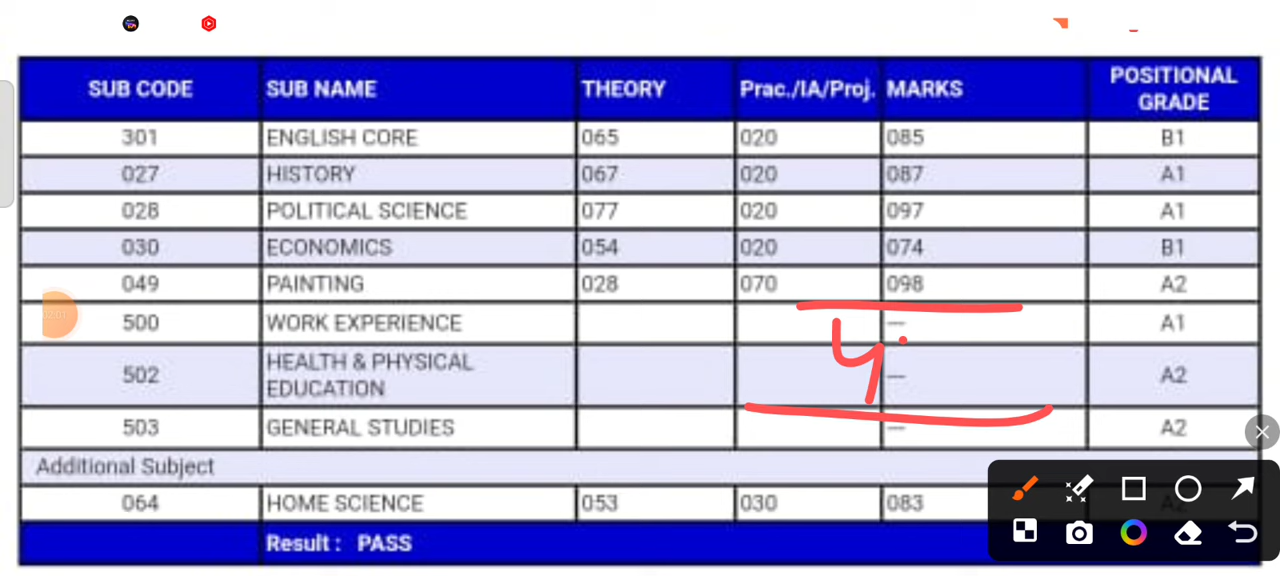 SUB CODE SUB NAME THEORY Prac./IA/Proj. MARKS POSITIONAL GRADE
301 ENGLISH CORE 065 020 085 B1
027 HISTORY 067 020 087 A1
028 POLITICAL SCIENCE 077 020 097 A1
030 ECONOMICS 054 020 074 B1
049 PAINTING 028 070 098 A2
500 WORK EXPERIENCE — A1
502 HEALTH & PHYSICAL EDUCATION — A2
503 GENERAL STUDIES — A2
Additional Subject
064 HOME SCIENCE 053 030 083
Result : PASS